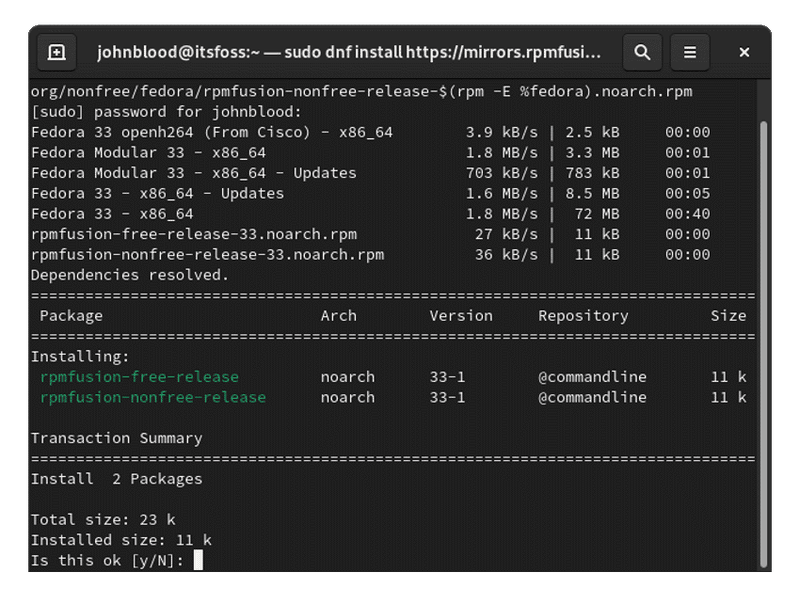 johnblood@itsfoss:~ — sudo dnf install https://mirrors.rpmfusi...
org/nonfree/fedora/rpmfusion-nonfree-release-$(rpm -E %fedora).noarch.rpm
[sudo] password for johnblood:
Fedora 33 openh264 (From Cisco) - x86_64        3.9 kB/s | 2.5 kB     00:00
Fedora Modular 33 - x86_64                      1.8 MB/s | 3.3 MB     00:01
Fedora Modular 33 - x86_64 - Updates            703 kB/s | 783 kB     00:01
Fedora 33 - x86_64 - Updates                    1.6 MB/s | 8.5 MB     00:05
Fedora 33 - x86_64                              1.8 MB/s |  72 MB     00:40
rpmfusion-free-release-33.noarch.rpm             27 kB/s |  11 kB     00:00
rpmfusion-nonfree-release-33.noarch.rpm          36 kB/s |  11 kB     00:00
Dependencies resolved.
================================================================================
 Package                        Arch        Version     Repository         Size
================================================================================
Installing:
 rpmfusion-free-release         noarch      33-1        @commandline       11 k
 rpmfusion-nonfree-release      noarch      33-1        @commandline       11 k

Transaction Summary
================================================================================
Install  2 Packages

Total size: 23 k
Installed size: 11 k
Is this ok [y/N]: